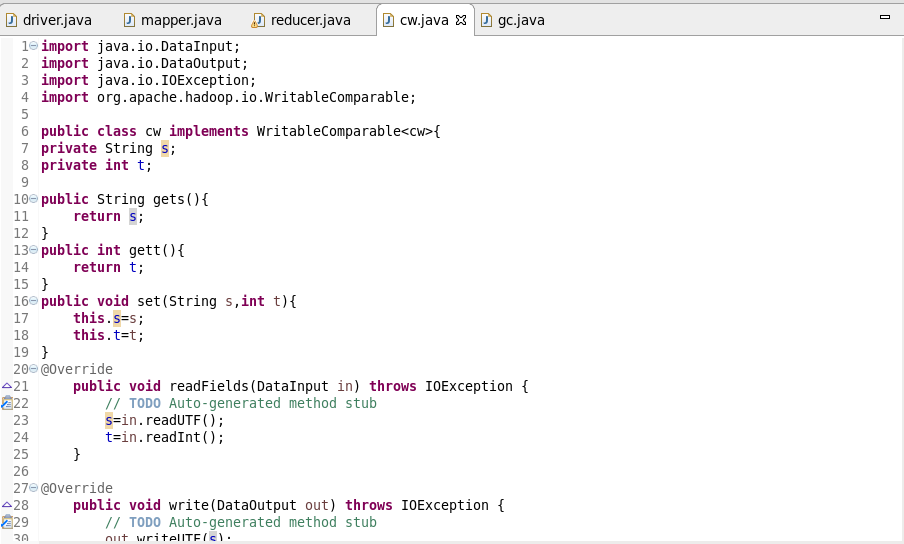 driver.java mapper.java reducer.java cw.java gc.java
1 import java.io.DataInput;
2 import java.io.DataOutput;
3 import java.io.IOException;
4 import org.apache.hadoop.io.WritableComparable;
5
6 public class cw implements WritableComparable<cw>{
7 private String s;
8 private int t;
9
10 public String gets(){
11     return s;
12 }
13 public int gett(){
14     return t;
15 }
16 public void set(String s,int t){
17     this.s=s;
18     this.t=t;
19 }
20 @Override
21     public void readFields(DataInput in) throws IOException {
22         // TODO Auto-generated method stub
23         s=in.readUTF();
24         t=in.readInt();
25     }
26
27 @Override
28     public void write(DataOutput out) throws IOException {
29         // TODO Auto-generated method stub
30         out.writeUTF(s);